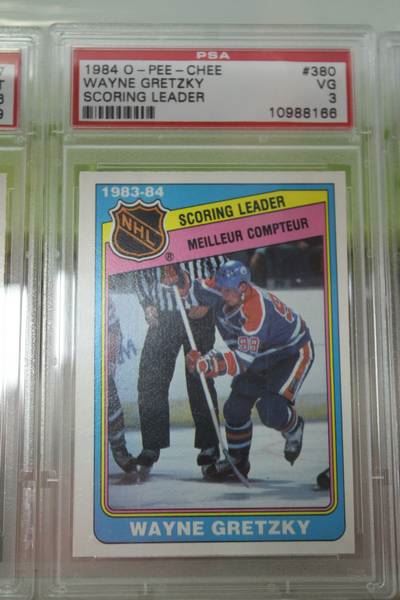 PSA
1984 O-PEE-CHEE #380
WAYNE GRETZKY VG
SCORING LEADER 3
10988166
1983-84
NHL
®
SCORING LEADER
MEILLEUR COMPTEUR
99
WAYNE GRETZKY